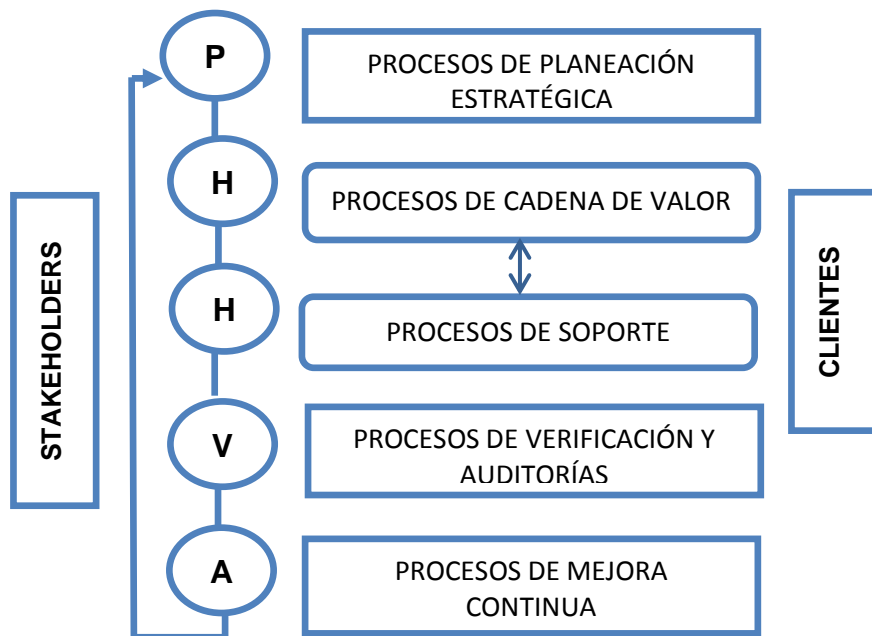 P
PROCESOS DE PLANEACIÓN
ESTRATÉGICA
H
PROCESOS DE CADENA DE VALOR
STAKEHOLDERS
CLIENTES
H
PROCESOS DE SOPORTE
V
PROCESOS DE VERIFICACIÓN Y
AUDITORÍAS
A
PROCESOS DE MEJORA
CONTINUA